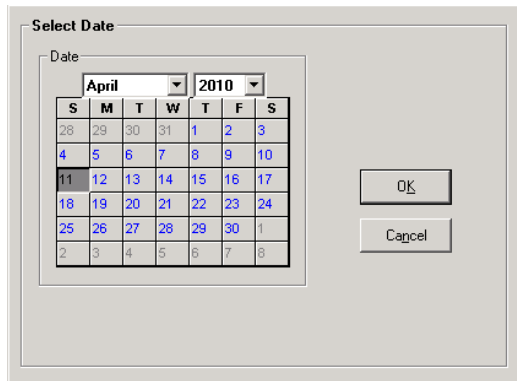 Select Date
Date
April 2010
S M T W T F S
28 29 30 31 1 2 3
4 5 6 7 8 9 10
11 12 13 14 15 16 17
18 19 20 21 22 23 24
25 26 27 28 29 30 1
2 3 4 5 6 7 8
OK
Cancel